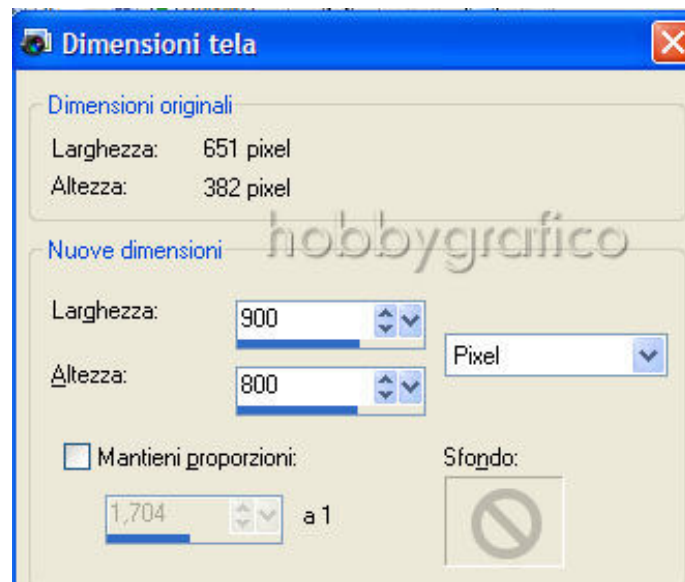 Dimensioni tela
Dimensioni originali
Larghezza: 651 pixel
Altezza: 382 pixel
hobbygrafico
Nuove dimensioni
Larghezza: 900
Pixel
Altezza: 800
Mantieni proporzioni: Sfondo:
1,704 a 1